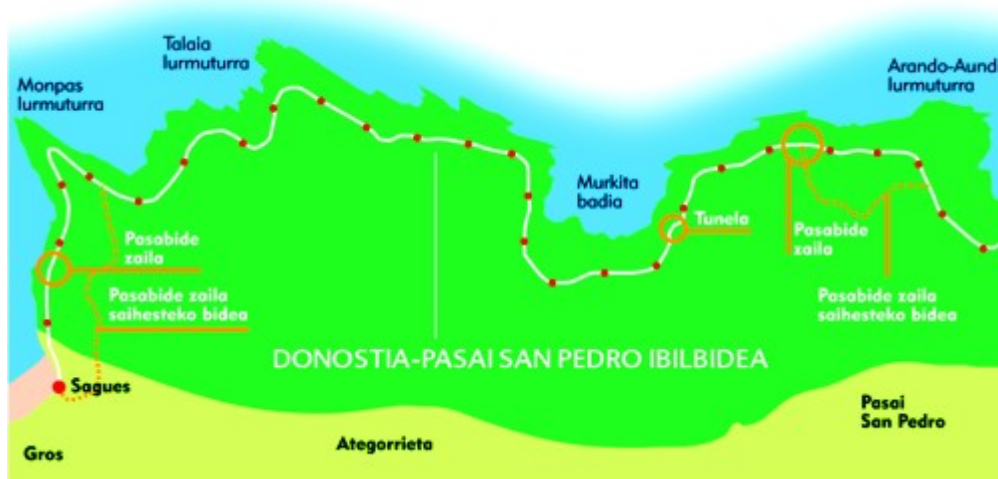 Talaia
lurmuturra
Monpas
lurmuturra
Arando-Aund
lurmuturra
Murkita
badia
Tunela
Pasabide
zaila
Pasabide
zaila
Pasabide zaila
saihesteko bidea
Pasabide zaila
saihesteko bidea
DONOSTIA-PASAI SAN PEDRO IBILBIDEA
Sagues
Pasai
San Pedro
Ategorrieta
Gros